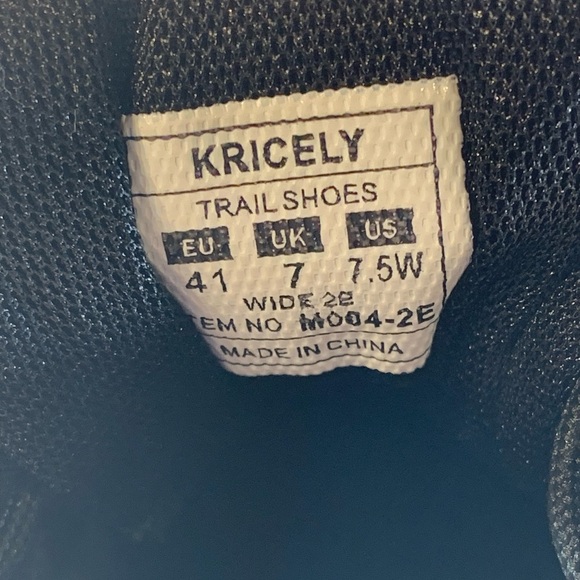 KRICELY
TRAIL SHOES
EU UK US
41 7 7.5W
WIDE 2E
TEM NO M004-2E
MADE IN CHINA